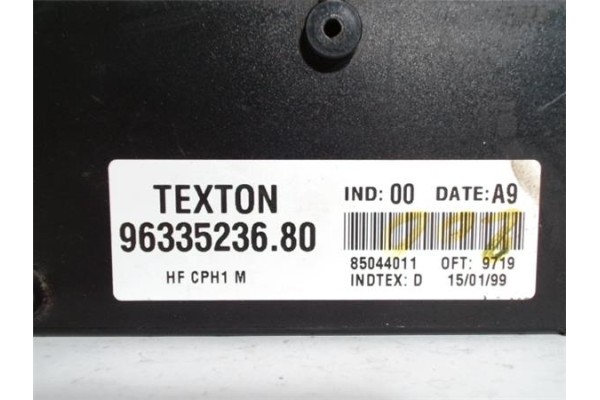 TEXTON IND: 00 DATE: A9
96335236.80
HF CPH1 M
85044011 OFT: 9719
INDTEX: D 15/01/99